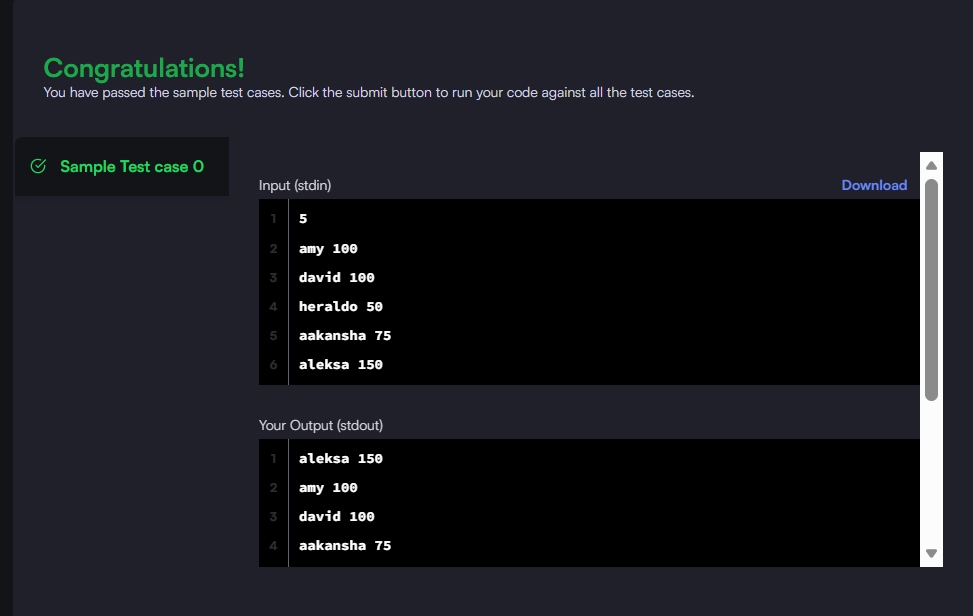 Congratulations!
You have passed the sample test cases. Click the submit button to run your code against all the test cases.
Sample Test case 0
Input (stdin)
Download
1 5
2 amy 100
3 david 100
4 heraldo 50
5 aakansha 75
6 aleksa 150
Your Output (stdout)
1 aleksa 150
2 amy 100
3 david 100
4 aakansha 75